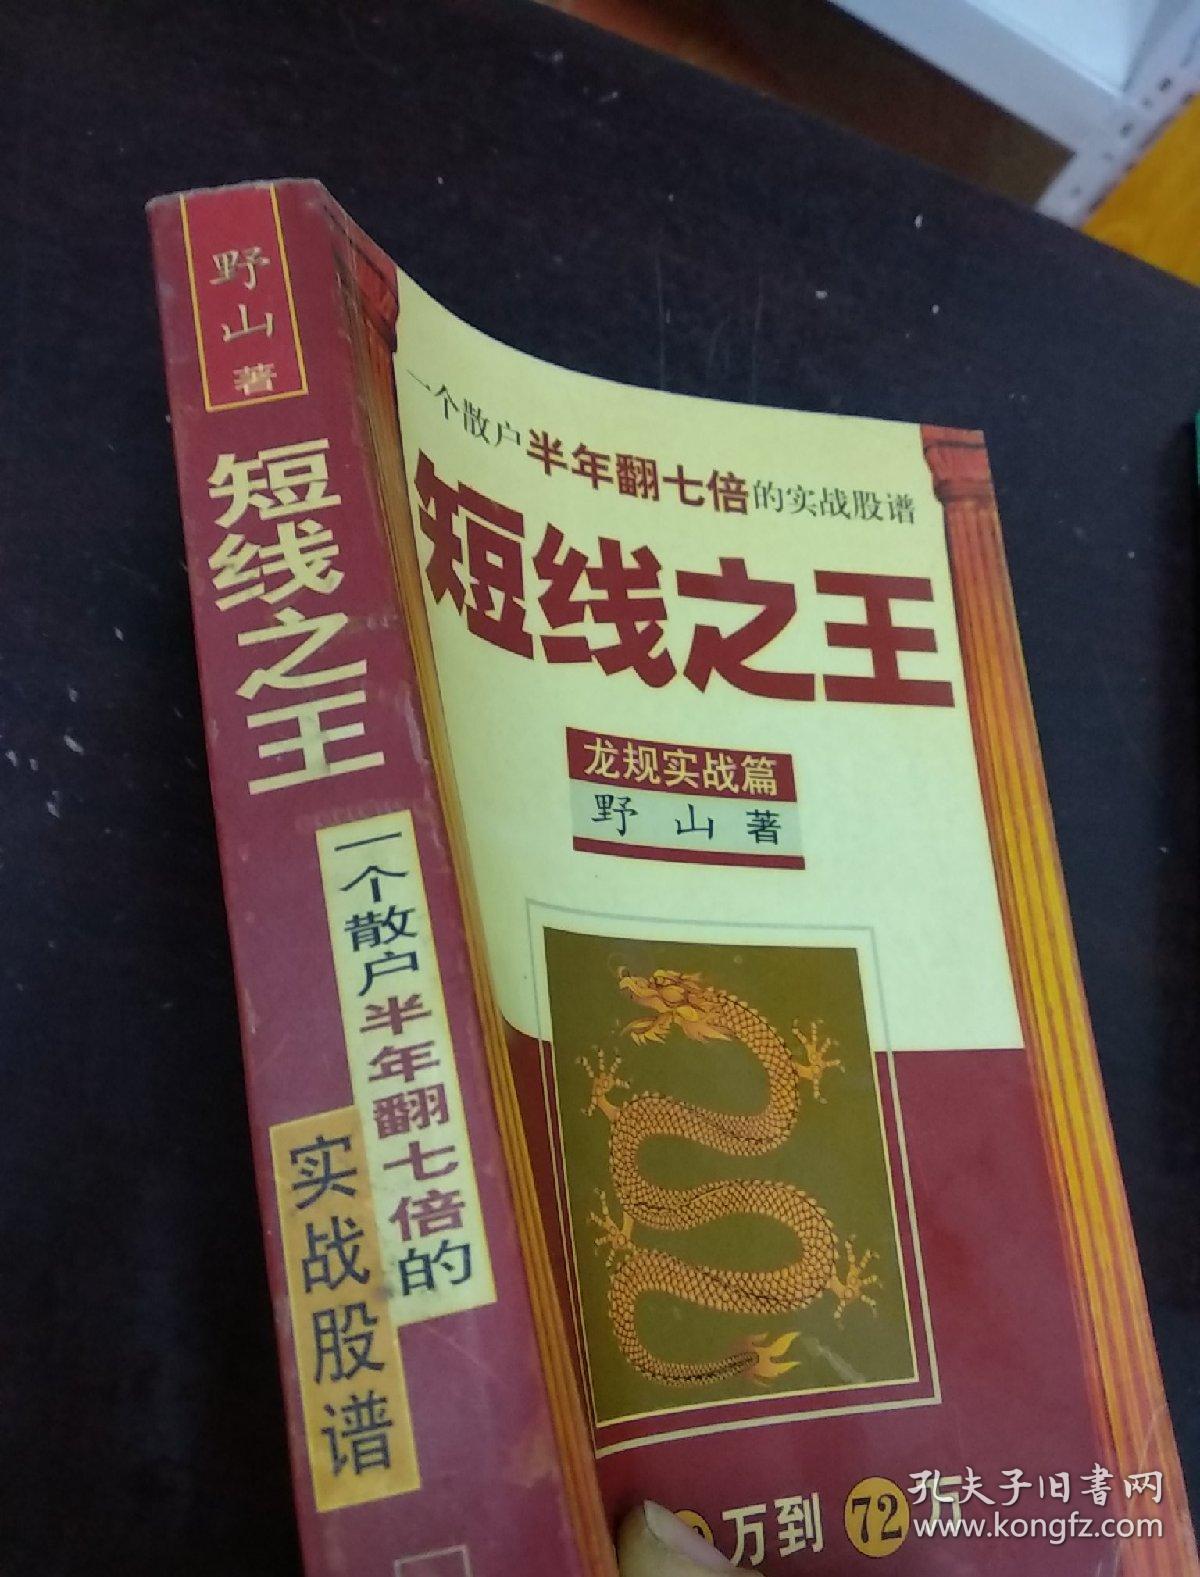 野山著
短线之王
一个散户半年翻七倍的
实战股谱
一个散户半年翻七倍的实战股谱
短线之王
龙规实战篇
野山著
万到72万
孔夫子旧书网
www.kongfz.com